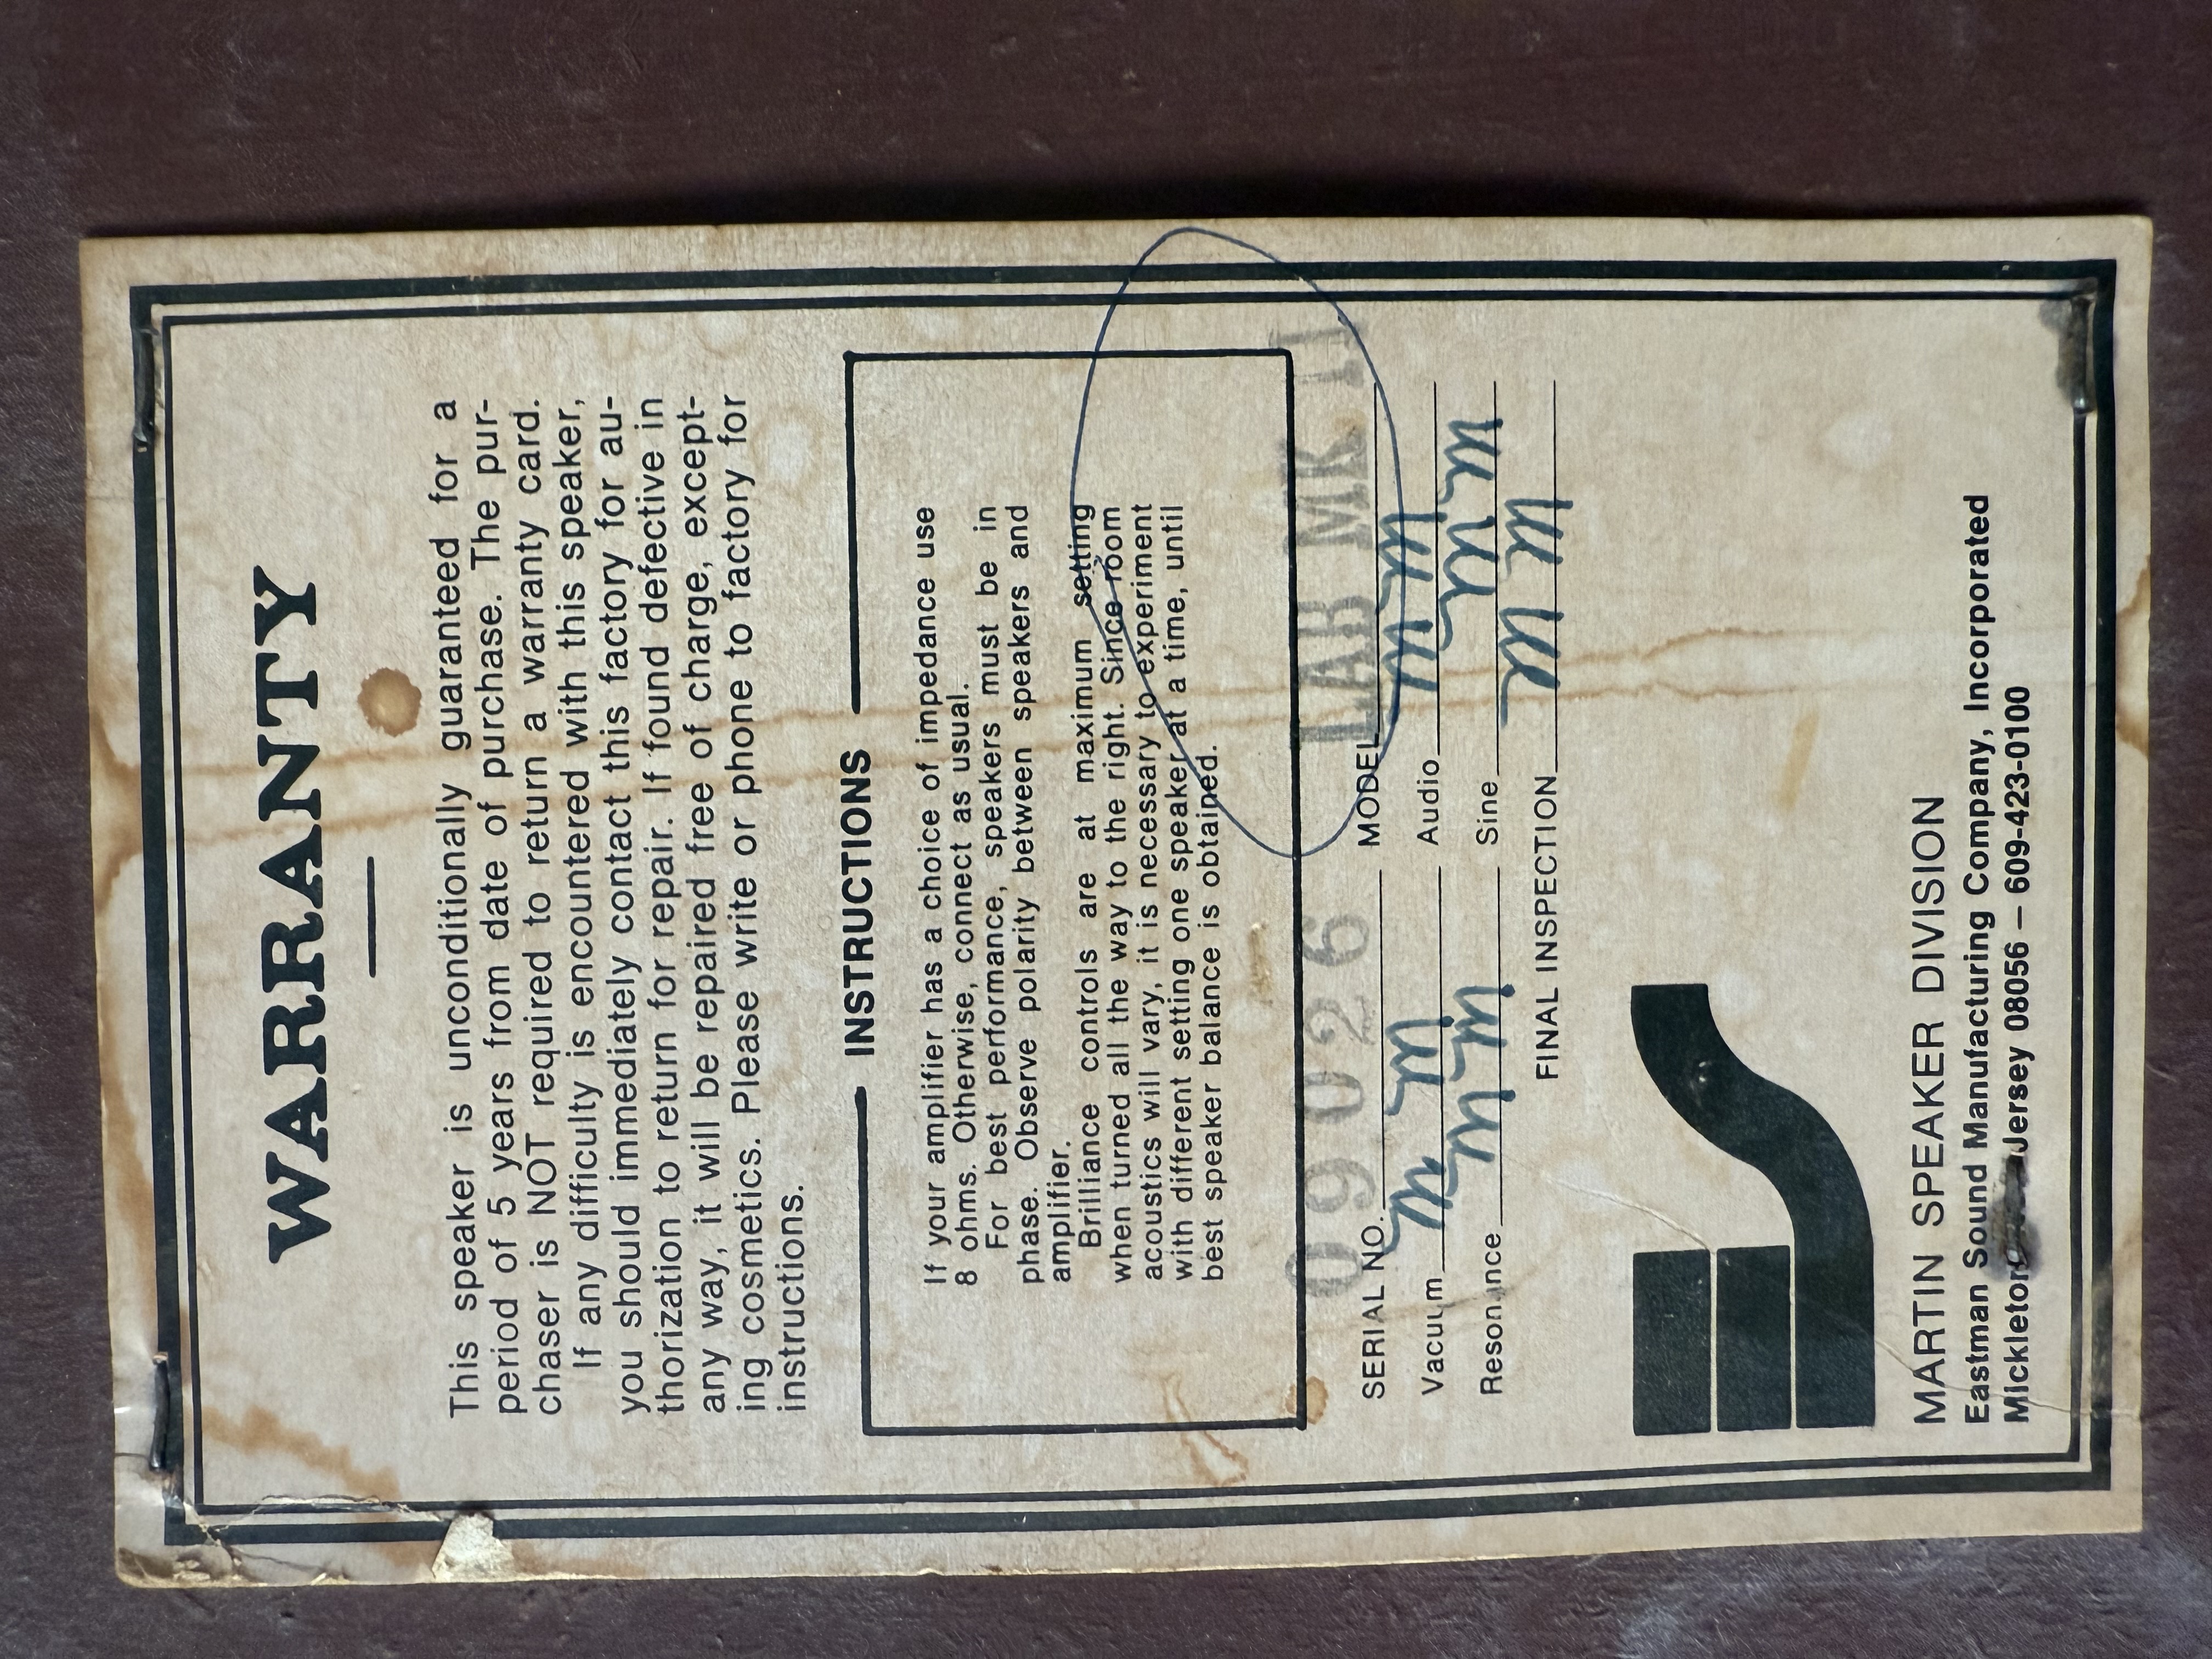 WARRANTY
This speaker is unconditionally guaranteed for a
period of 5 years from date of purchase. The pur-
chaser is NOT required to return a warranty card.
If any difficulty is encountered with this speaker,
you should immediately contact this factory for au-
thorization to return for repair. If found defective in
any way, it will be repaired free of charge, except-
ing cosmetics. Please write or phone to factory for
instructions.
INSTRUCTIONS
If your amplifier has a choice of impedance use
8 ohms. Otherwise, connect as usual.
For best performance, speakers must be in
phase. Observe polarity between speakers and
amplifier.
Brilliance controls are at maximum setting
when turned all the way to the right. Since room
acoustics will vary, it is necessary to experiment
with different setting one speaker at a time, until
best speaker balance is obtained.
SERIAL NO. 09026 MODEL LAB MK II
Vacuum Audio
Resonance Sine
FINAL INSPECTION
MARTIN SPEAKER DIVISION
Eastman Sound Manufacturing Company, Incorporated
Mickleton Jersey 08056 – 609-423-0100